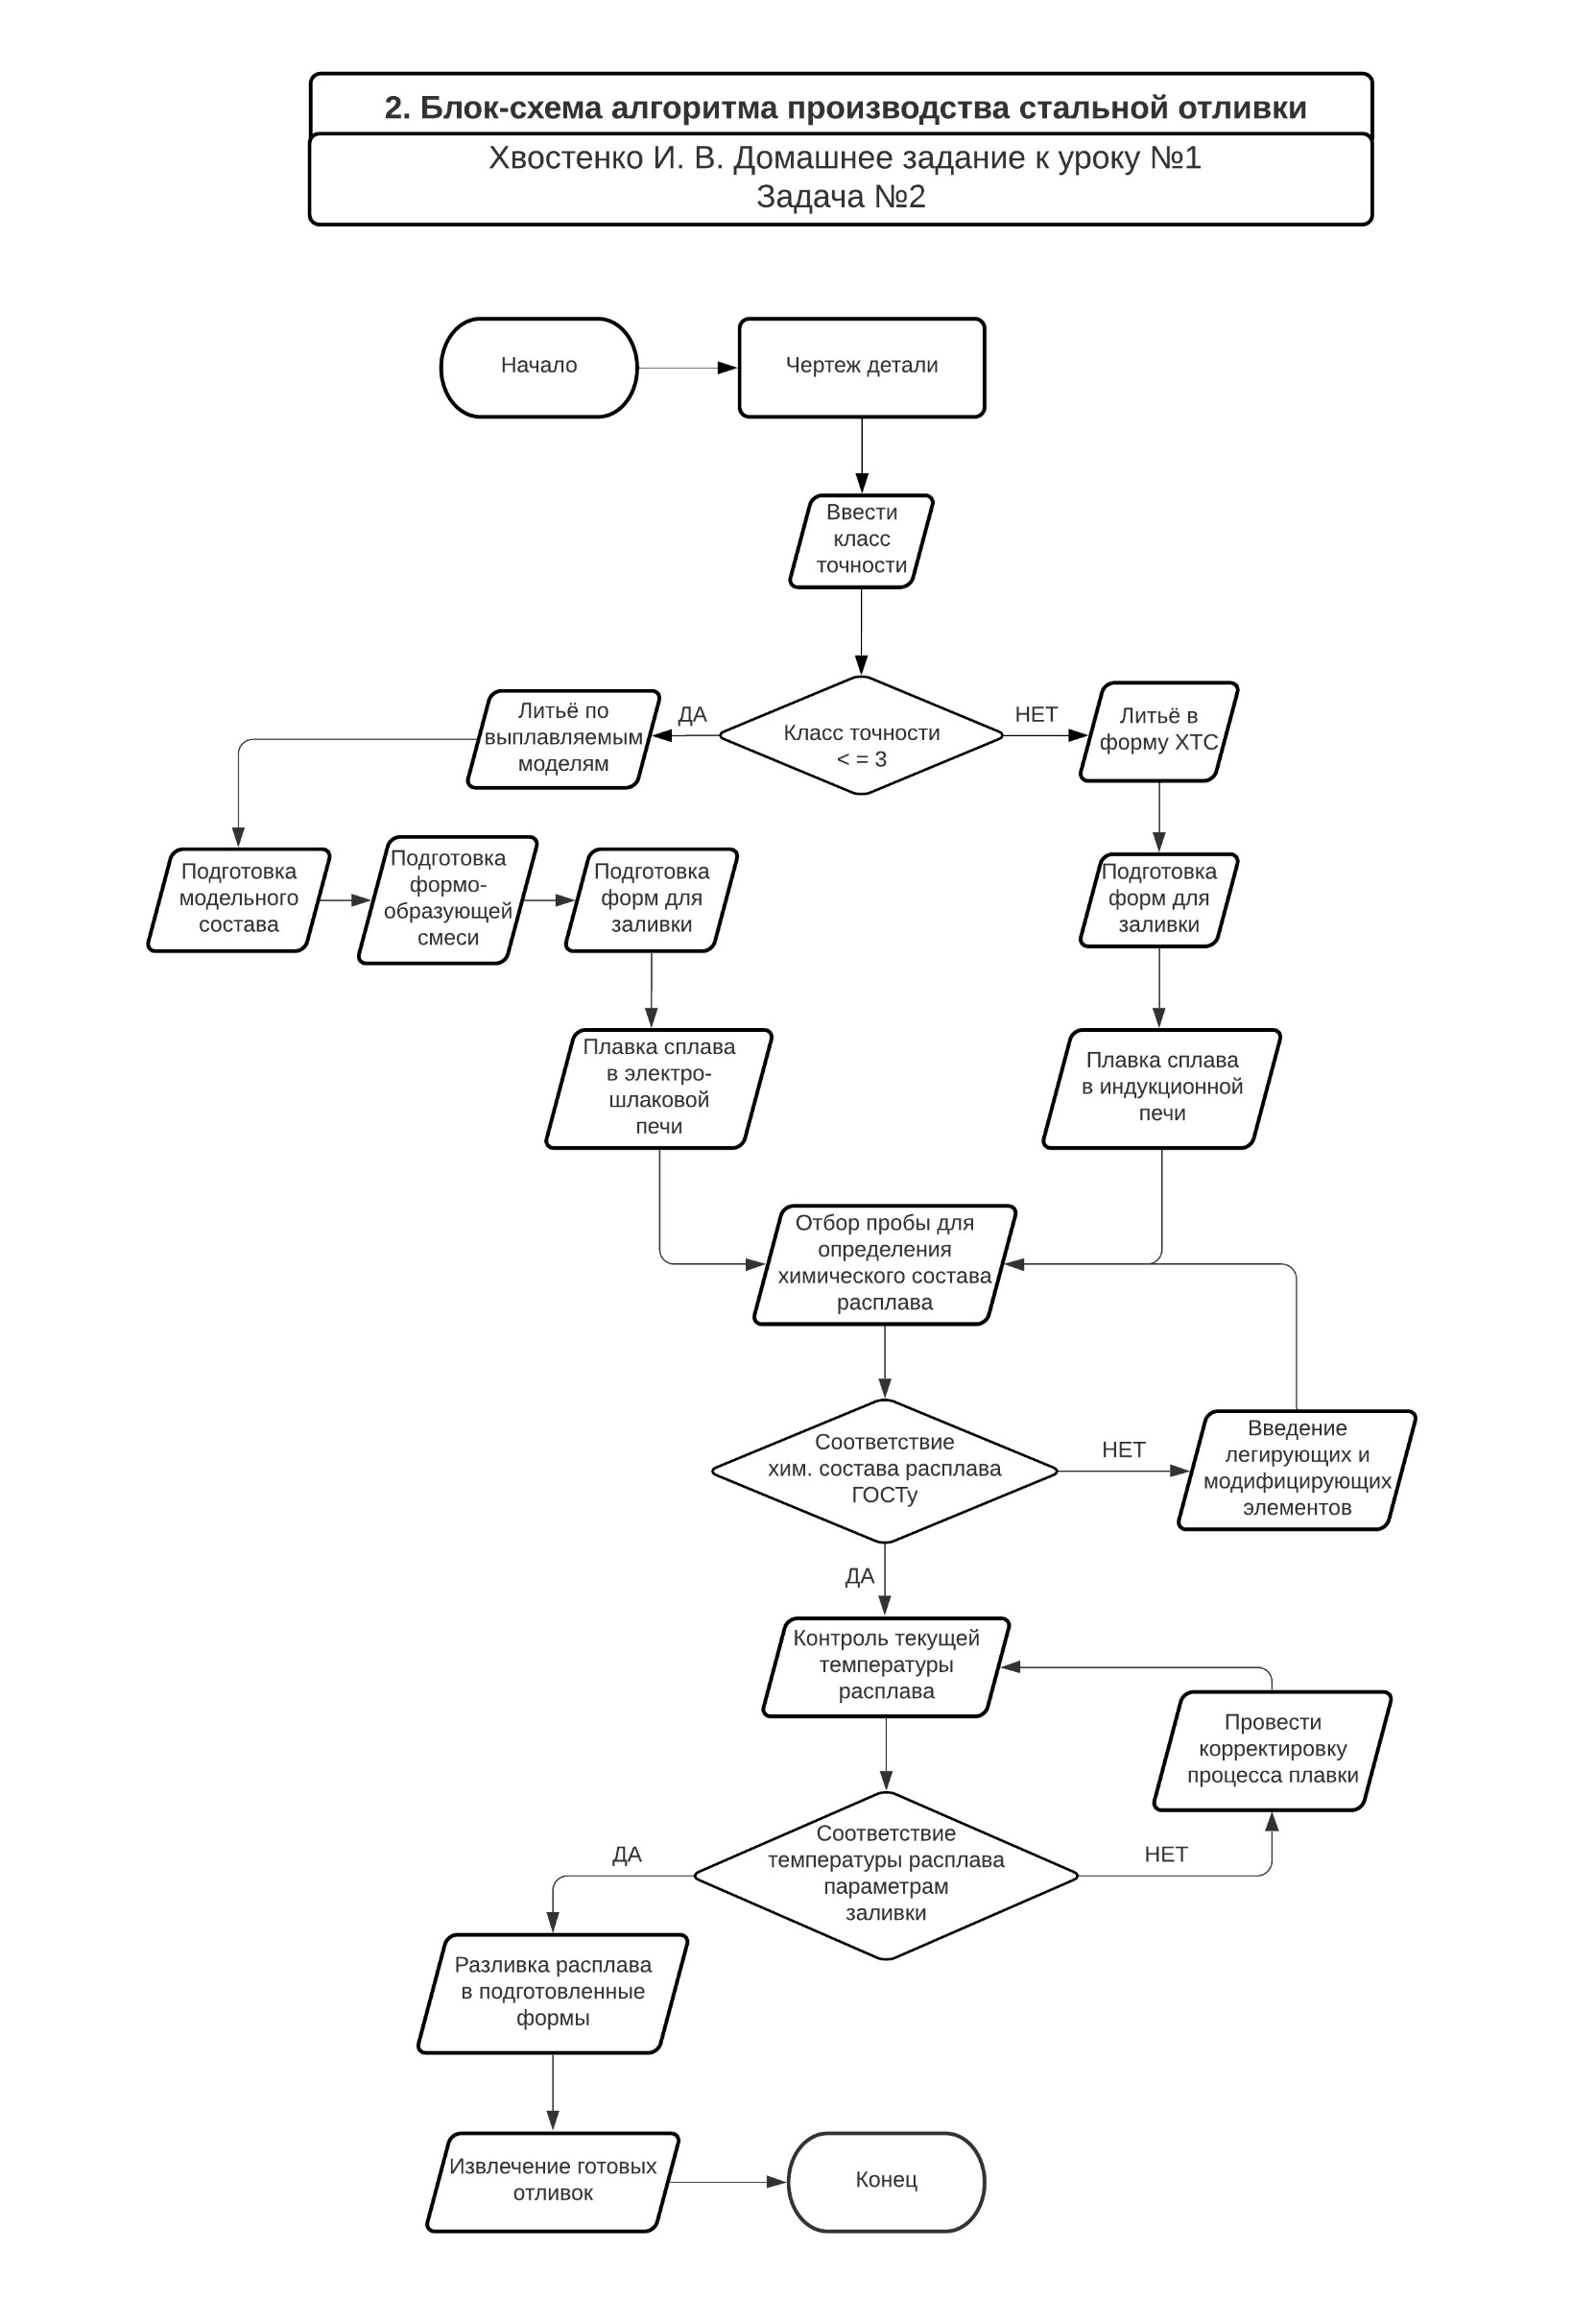 2. Блок-схема алгоритма производства стальной отливки
Хвостенко И. В. Домашнее задание к уроку №1
Задача №2
Начало
Чертеж детали
Ввести
класс
точности
Класс точности
< = 3
ДА
НЕТ
Литьё по
выплавляемым
моделям
Литьё в
форму ХТС
Подготовка
модельного
состава
Подготовка
формо-
образующей
смеси
Подготовка
форм для
заливки
Подготовка
форм для
заливки
Плавка сплава
в электро-
шлаковой
печи
Плавка сплава
в индукционной
печи
Отбор пробы для
определения
химического состава
расплава
Соответствие
хим. состава расплава
ГОСТу
НЕТ
Введение
легирующих и
модифицирующих
элементов
ДА
Контроль текущей
температуры
расплава
Провести
корректировку
процесса плавки
Соответствие
температуры расплава
параметрам
заливки
ДА
НЕТ
Разливка расплава
в подготовленные
формы
Извлечение готовых
отливок
Конец